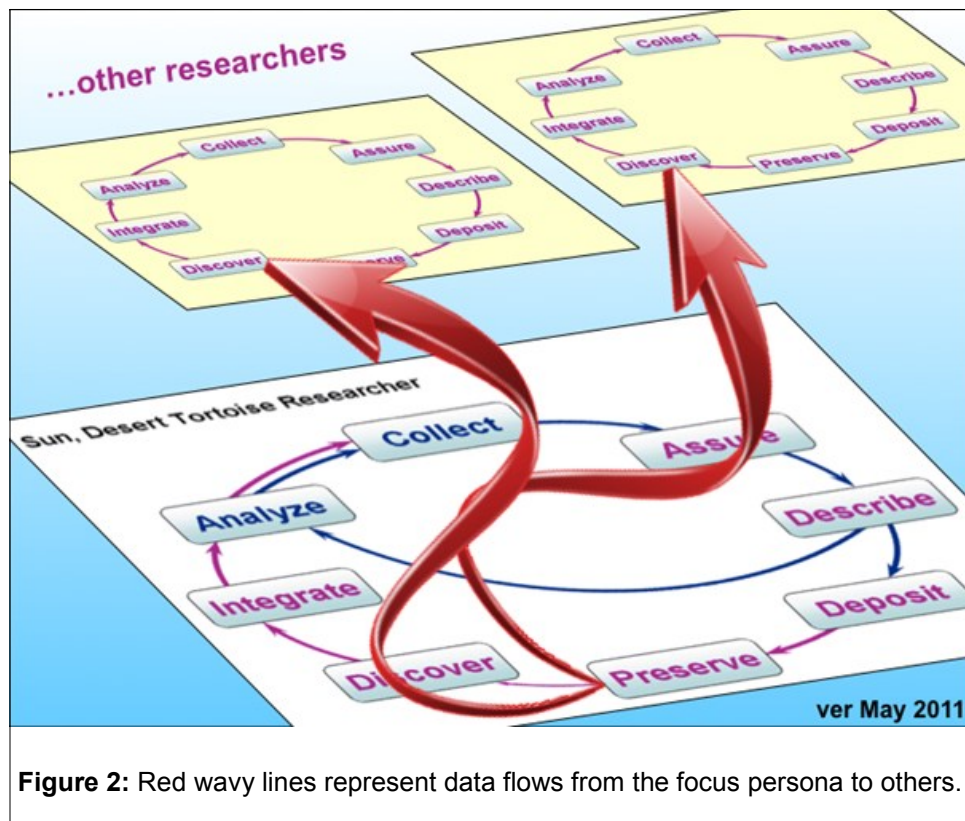 ...other researchers
Collect
Assure
Describe
Deposit
Discover
Integrate
Analyze
Collect
Assure
Describe
Deposit
Preserve
Discover
Integrate
Analyze
Sun, Desert Tortoise Researcher
Collect
Assure
Describe
Deposit
Preserve
Discover
Integrate
Analyze
ver May 2011
Figure 2: Red wavy lines represent data flows from the focus persona to others.